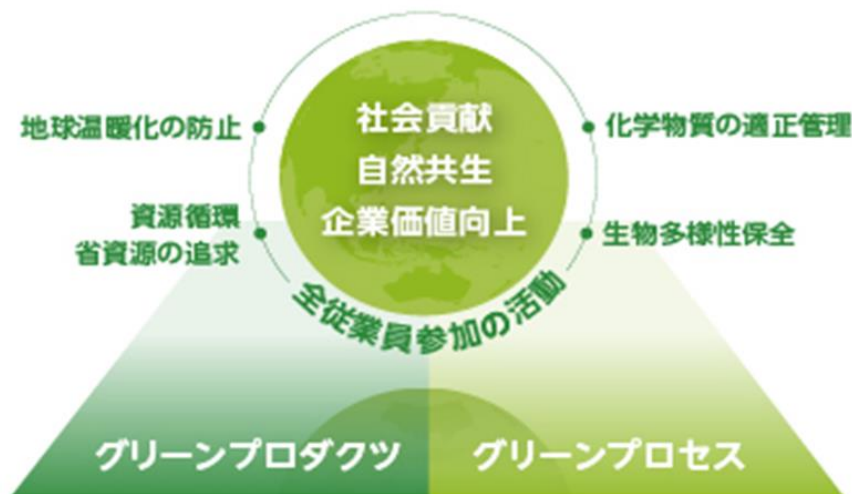 社会貢献
自然共生
企業価値向上
地球温暖化の防止
資源循環
省資源の追求
化学物質の適正管理
生物多様性保全
全従業員参加の活動
グリーンプロダクツ
グリーンプロセス